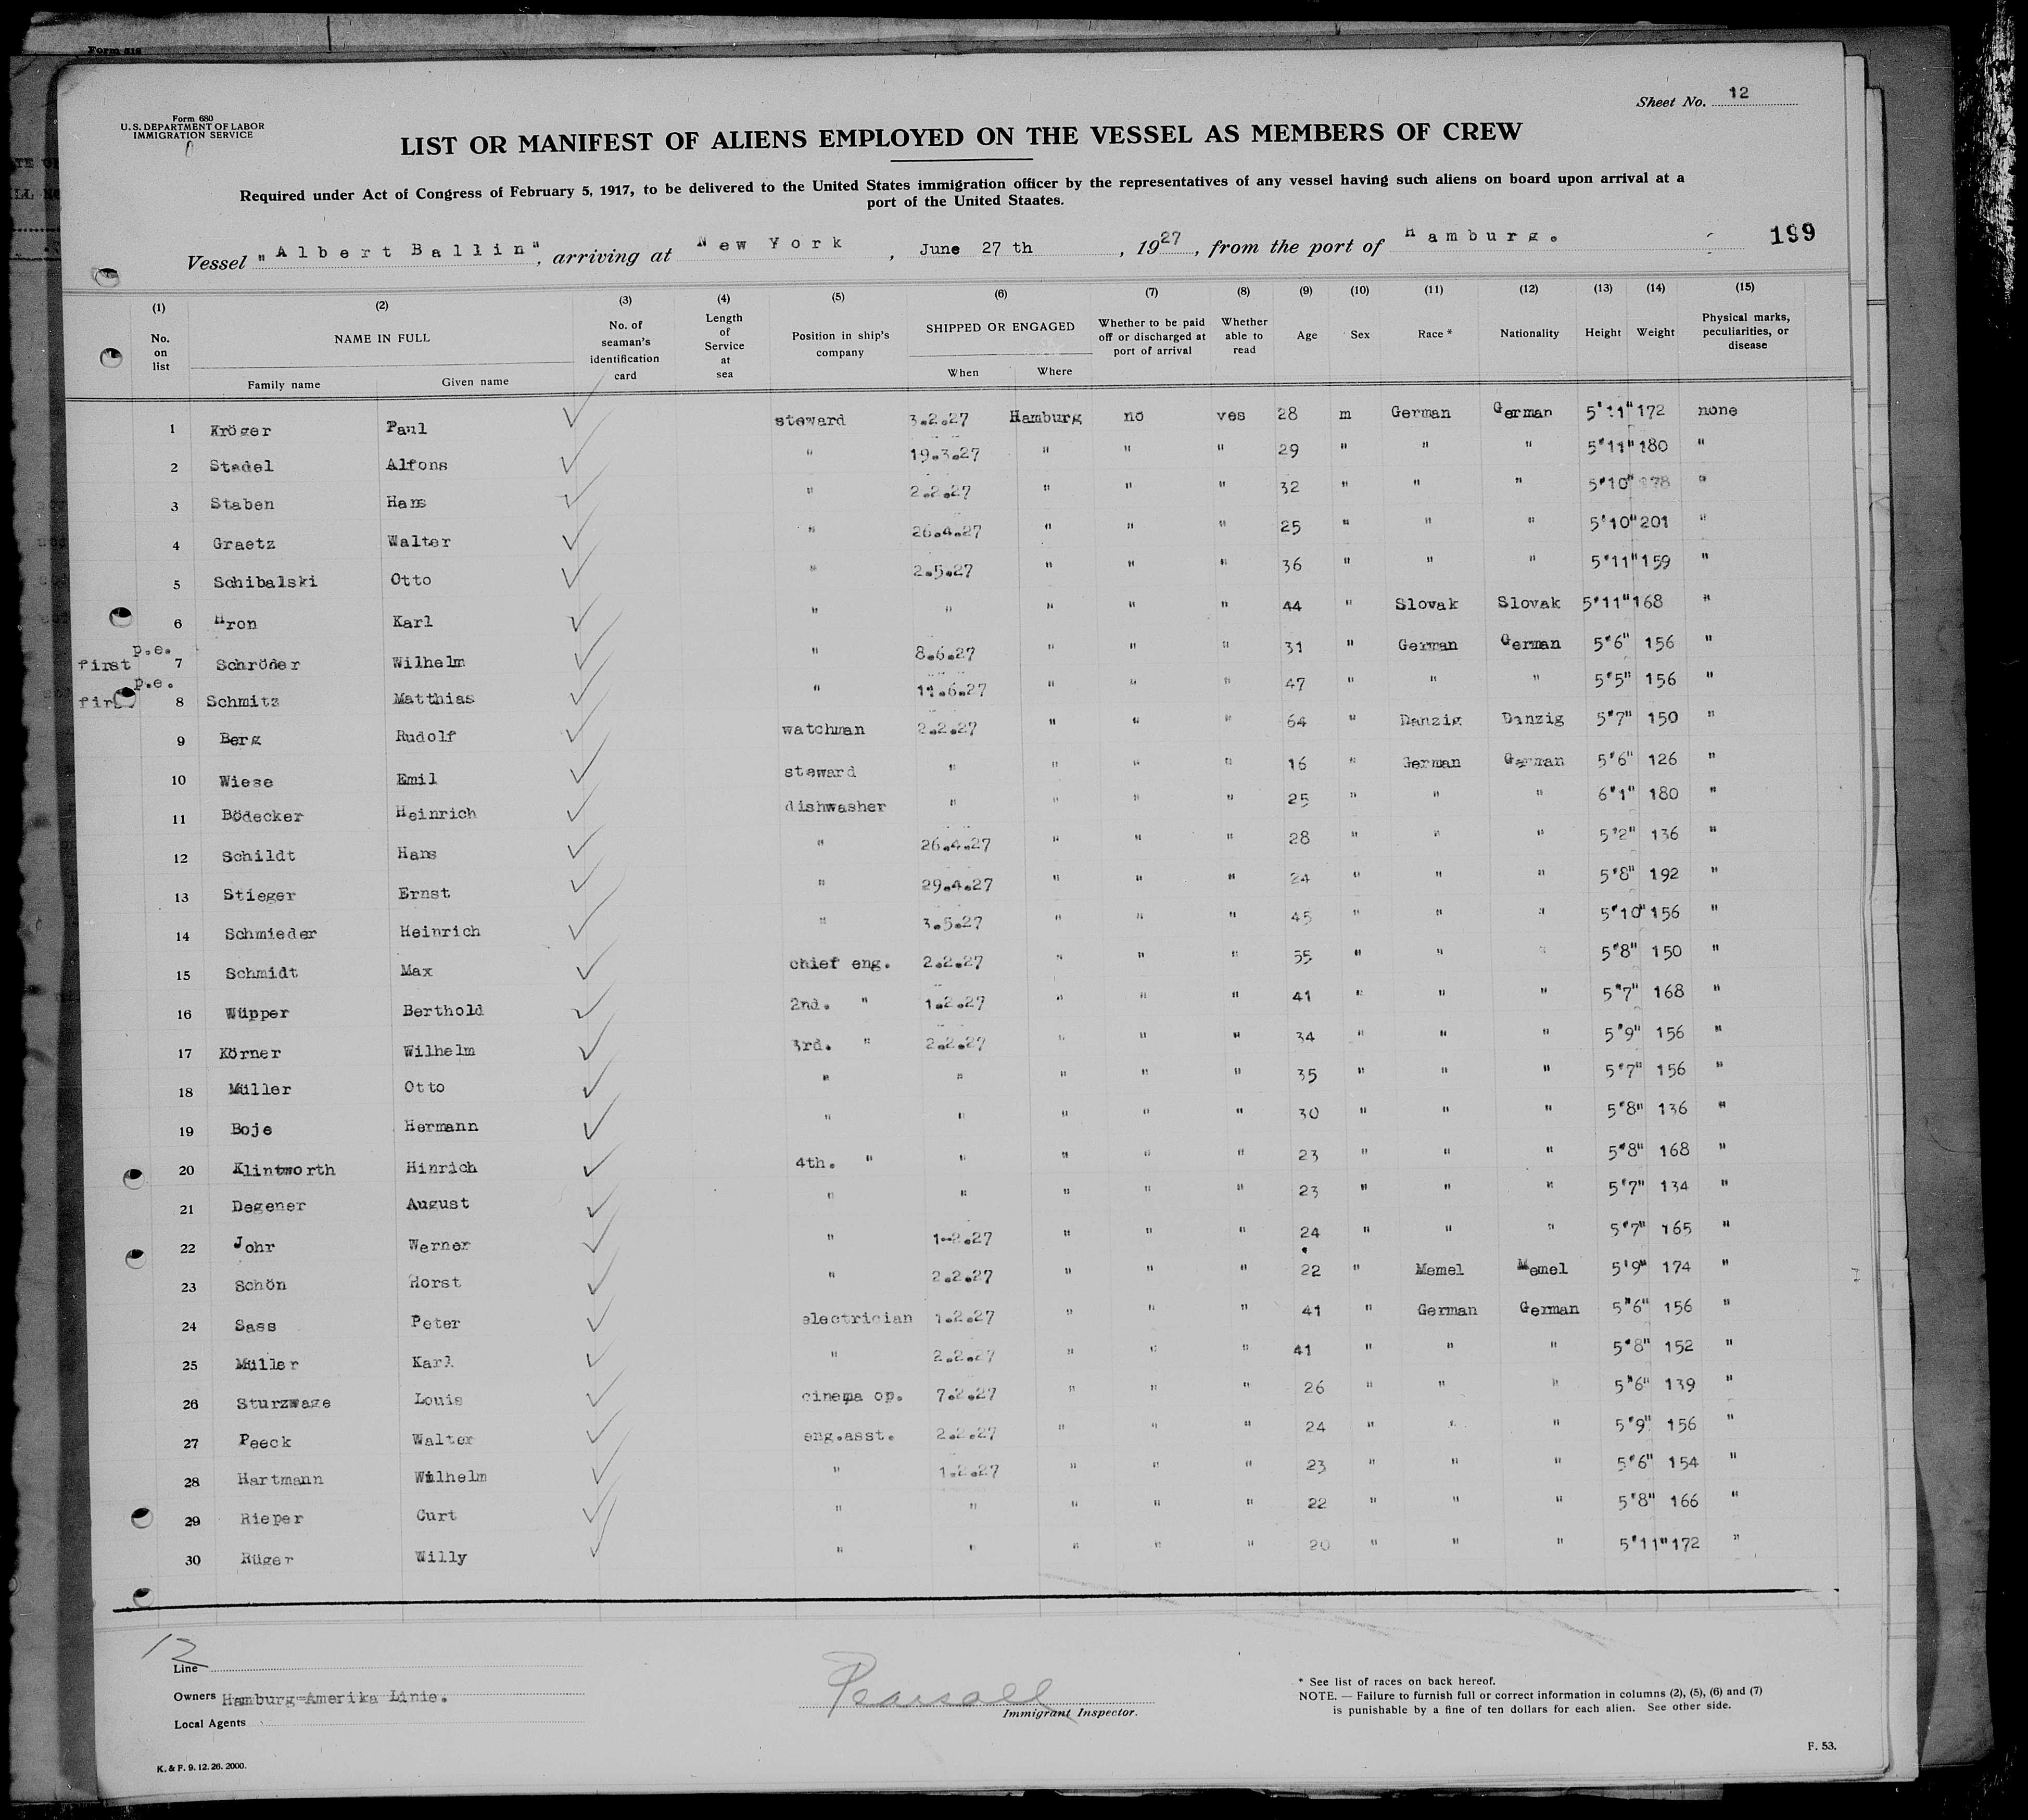 Form 618
Sheet No. 12
Form 680
U. S. DEPARTMENT OF LABOR
IMMIGRATION SERVICE
LIST OR MANIFEST OF ALIENS EMPLOYED ON THE VESSEL AS MEMBERS OF CREW
Required under Act of Congress of February 5, 1917, to be delivered to the United States immigration officer by the representatives of any vessel having such aliens on board upon arrival at a
port of the United Staates.
Vessel "Albert Ballin", arriving at New York, June 27 th, 1927, from the port of Hamburg. 199
(1) (2) (3) (4) (5) (6) (7) (8) (9) (10) (11) (12) (13) (14) (15)
No. on list NAME IN FULL Family name Given name No. of seaman's identification card Length of Service at sea Position in ship's company SHIPPED OR ENGAGED When Where Whether to be paid off or discharged at port of arrival Whether able to read Age Sex Race * Nationality Height Weight Physical marks, peculiarities, or disease
1 Kröger Paul ✓ steward 3.2.27 Hamburg no yes 28 m German German 5'11" 172 none
2 Stadel Alfons ✓ " 19.3.27 " " " 29 " " " 5'11" 180 "
3 Staben Hans ✓ " 2.2.27 " " " 32 " " " 5'10" 178 "
4 Graetz Walter ✓ " 26.4.27 " " " 25 " " " 5'10" 201 "
5 Schibalski Otto ✓ " 2.5.27 " " " 36 " " " 5'11" 159 "
6 Hron Karl ✓ " " " " " 44 " Slovak Slovak 5'11" 168 "
first p.e. 7 Schröder Wilhelm ✓ " 8.6.27 " " " 31 " German German 5'6" 156 "
first p.e. 8 Schmitz Matthias ✓ " 11.6.27 " " " 47 " " " 5'5" 156 "
9 Berg Rudolf ✓ watchman 2.2.27 " " " 64 " Danzig Danzig 5'7" 150 "
10 Wiese Emil ✓ steward " " " " 16 " German German 5'6" 126 "
11 Bödecker Heinrich ✓ dishwasher " " " " 25 " " " 6'1" 180 "
12 Schildt Hans ✓ " 26.4.27 " " " 28 " " " 5'2" 136 "
13 Stieger Ernst ✓ " 29.4.27 " " " 24 " " " 5'8" 192 "
14 Schmieder Heinrich ✓ " 3.5.27 " " " 45 " " " 5'10" 156 "
15 Schmidt Max ✓ chief eng. 2.2.27 " " " 55 " " " 5'8" 150 "
16 Wüpper Berthold ✓ 2nd. " 1.2.27 " " " 41 " " " 5'7" 168 "
17 Körner Wilhelm ✓ 3rd. " 2.2.27 " " " 34 " " " 5'9" 156 "
18 Müller Otto ✓ " " " " " 35 " " " 5'7" 156 "
19 Boje Hermann ✓ " " " " " 30 " " " 5'8" 136 "
20 Klintworth Hinrich ✓ 4th. " " " " " 23 " " " 5'8" 168 "
21 Degener August ✓ " " " " " 23 " " " 5'7" 134 "
22 Johr Werner ✓ " 1.2.27 " " " 24 " " " 5'7" 165 "
23 Schön Horst ✓ " 2.2.27 " " " 22 " Memel Memel 5'9" 174 "
24 Sass Peter ✓ electrician 1.2.27 " " " 41 " German German 5'6" 156 "
25 Müller Karl ✓ " 2.2.27 " " " 41 " " " 5'8" 152 "
26 Sturzwage Louis ✓ cinema op. 7.2.27 " " " 26 " " " 5'6" 139 "
27 Peeck Walter ✓ eng.asst. 2.2.27 " " " 24 " " " 5'9" 156 "
28 Hartmann Wilhelm ✓ " 1.2.27 " " " 23 " " " 5'6" 154 "
29 Rieper Curt ✓ " " " " " 22 " " " 5'8" 166 "
30 Rüger Willy ✓ " " " " " 20 " " " 5'11" 172 "
12
Line
Owners Hamburg-Amerika Linie.
Local Agents
Pearsall
Immigrant Inspector.
* See list of races on back hereof.
NOTE. — Failure to furnish full or correct information in columns (2), (5), (6) and (7)
is punishable by a fine of ten dollars for each alien. See other side.
F. 53.
K. & F. 9. 12. 26. 2000.